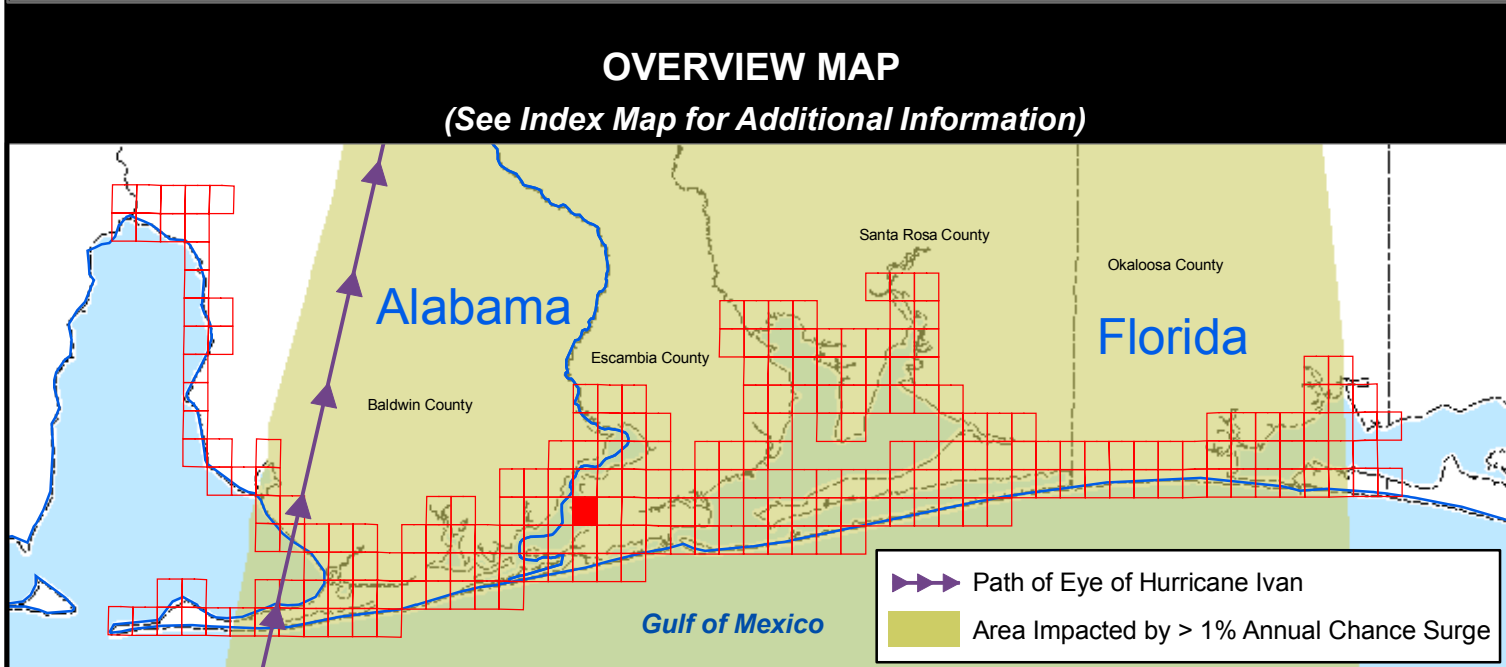 OVERVIEW MAP
(See Index Map for Additional Information)
Santa Rosa County
Okaloosa County
Alabama
Florida
Escambia County
Baldwin County
Gulf of Mexico
Path of Eye of Hurricane Ivan
Area Impacted by > 1% Annual Chance Surge